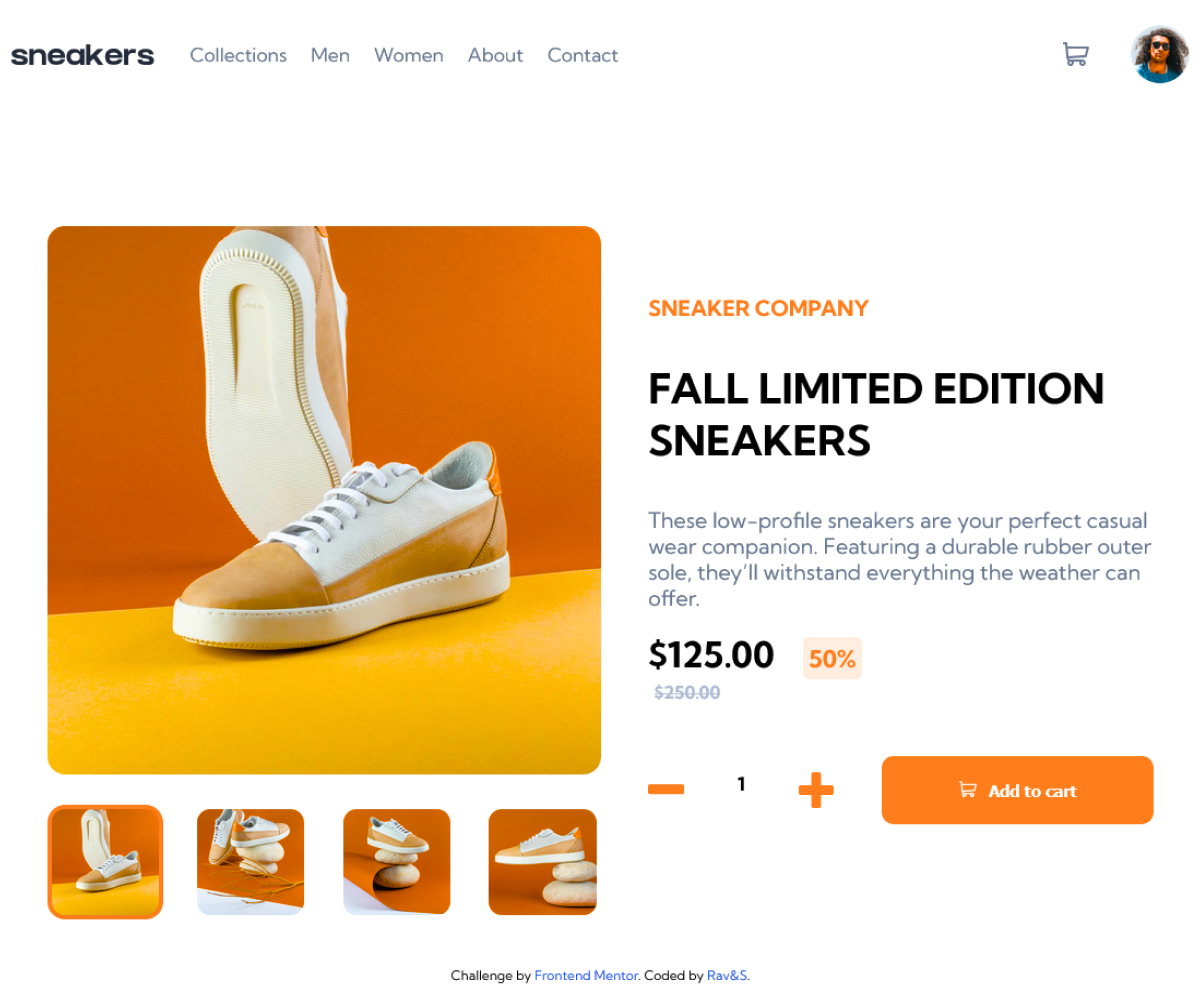 sneakers
Collections Men Women About Contact
SNEAKER COMPANY
FALL LIMITED EDITION
SNEAKERS
These low-profile sneakers are your perfect casual
wear companion. Featuring a durable rubber outer
sole, they’ll withstand everything the weather can
offer.
$125.00 50%
$250.00
1 Add to cart
Challenge by Frontend Mentor. Coded by Rav&S.